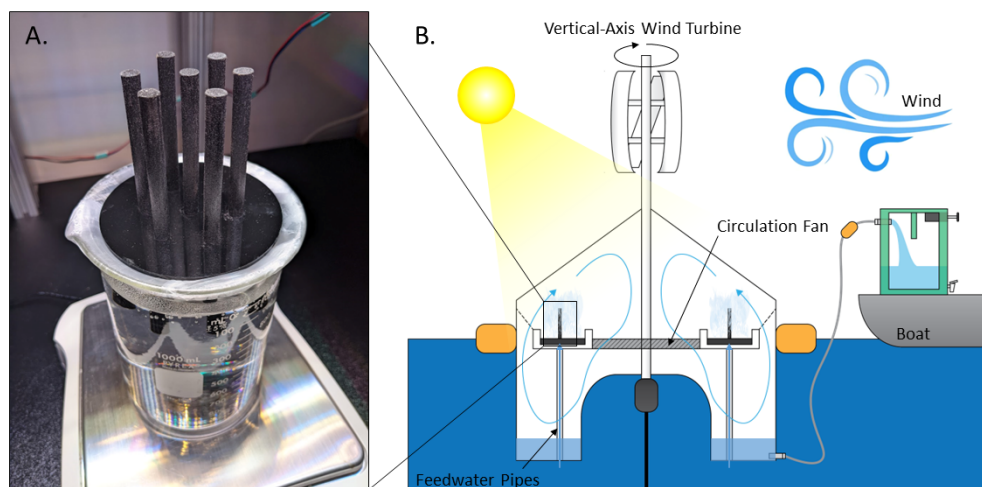 A.
1000 mL
B.
Vertical-Axis Wind Turbine
Wind
Circulation Fan
Boat
Feedwater Pipes